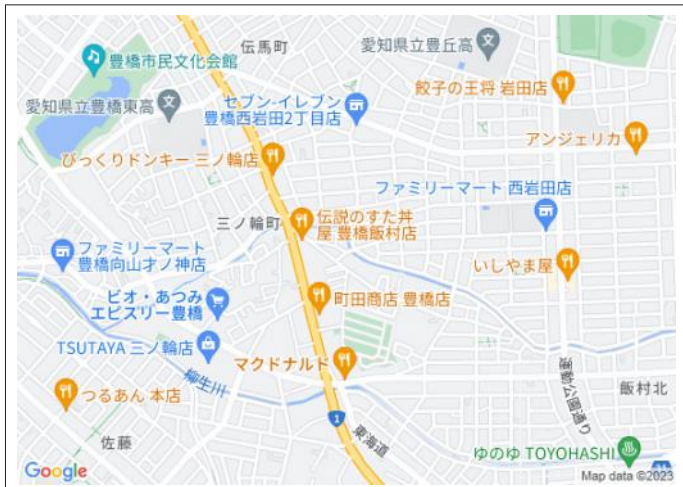 豊橋市民文化会館
伝馬町
愛知県立豊丘高
餃子の王将 岩田店
セブン-イレブン
豊橋西岩田2丁目店
愛知県立豊橋東高
アンジェリカ
びっくりドンキー 三ノ輪店
ファミリーマート 西岩田店
三ノ輪町
伝説のすた丼
屋 豊橋飯村店
ファミリーマート
豊橋向山才ノ神店
いしやま屋
ビオ・あつみ
エピスリー豊橋
町田商店 豊橋店
TSUTAYA 三ノ輪店
マクドナルド
柳生川
つるあん 本店
飯村北
1
東海道
佐藤
ゆのゆ TOYOHASHI
Google
Map data ©2023